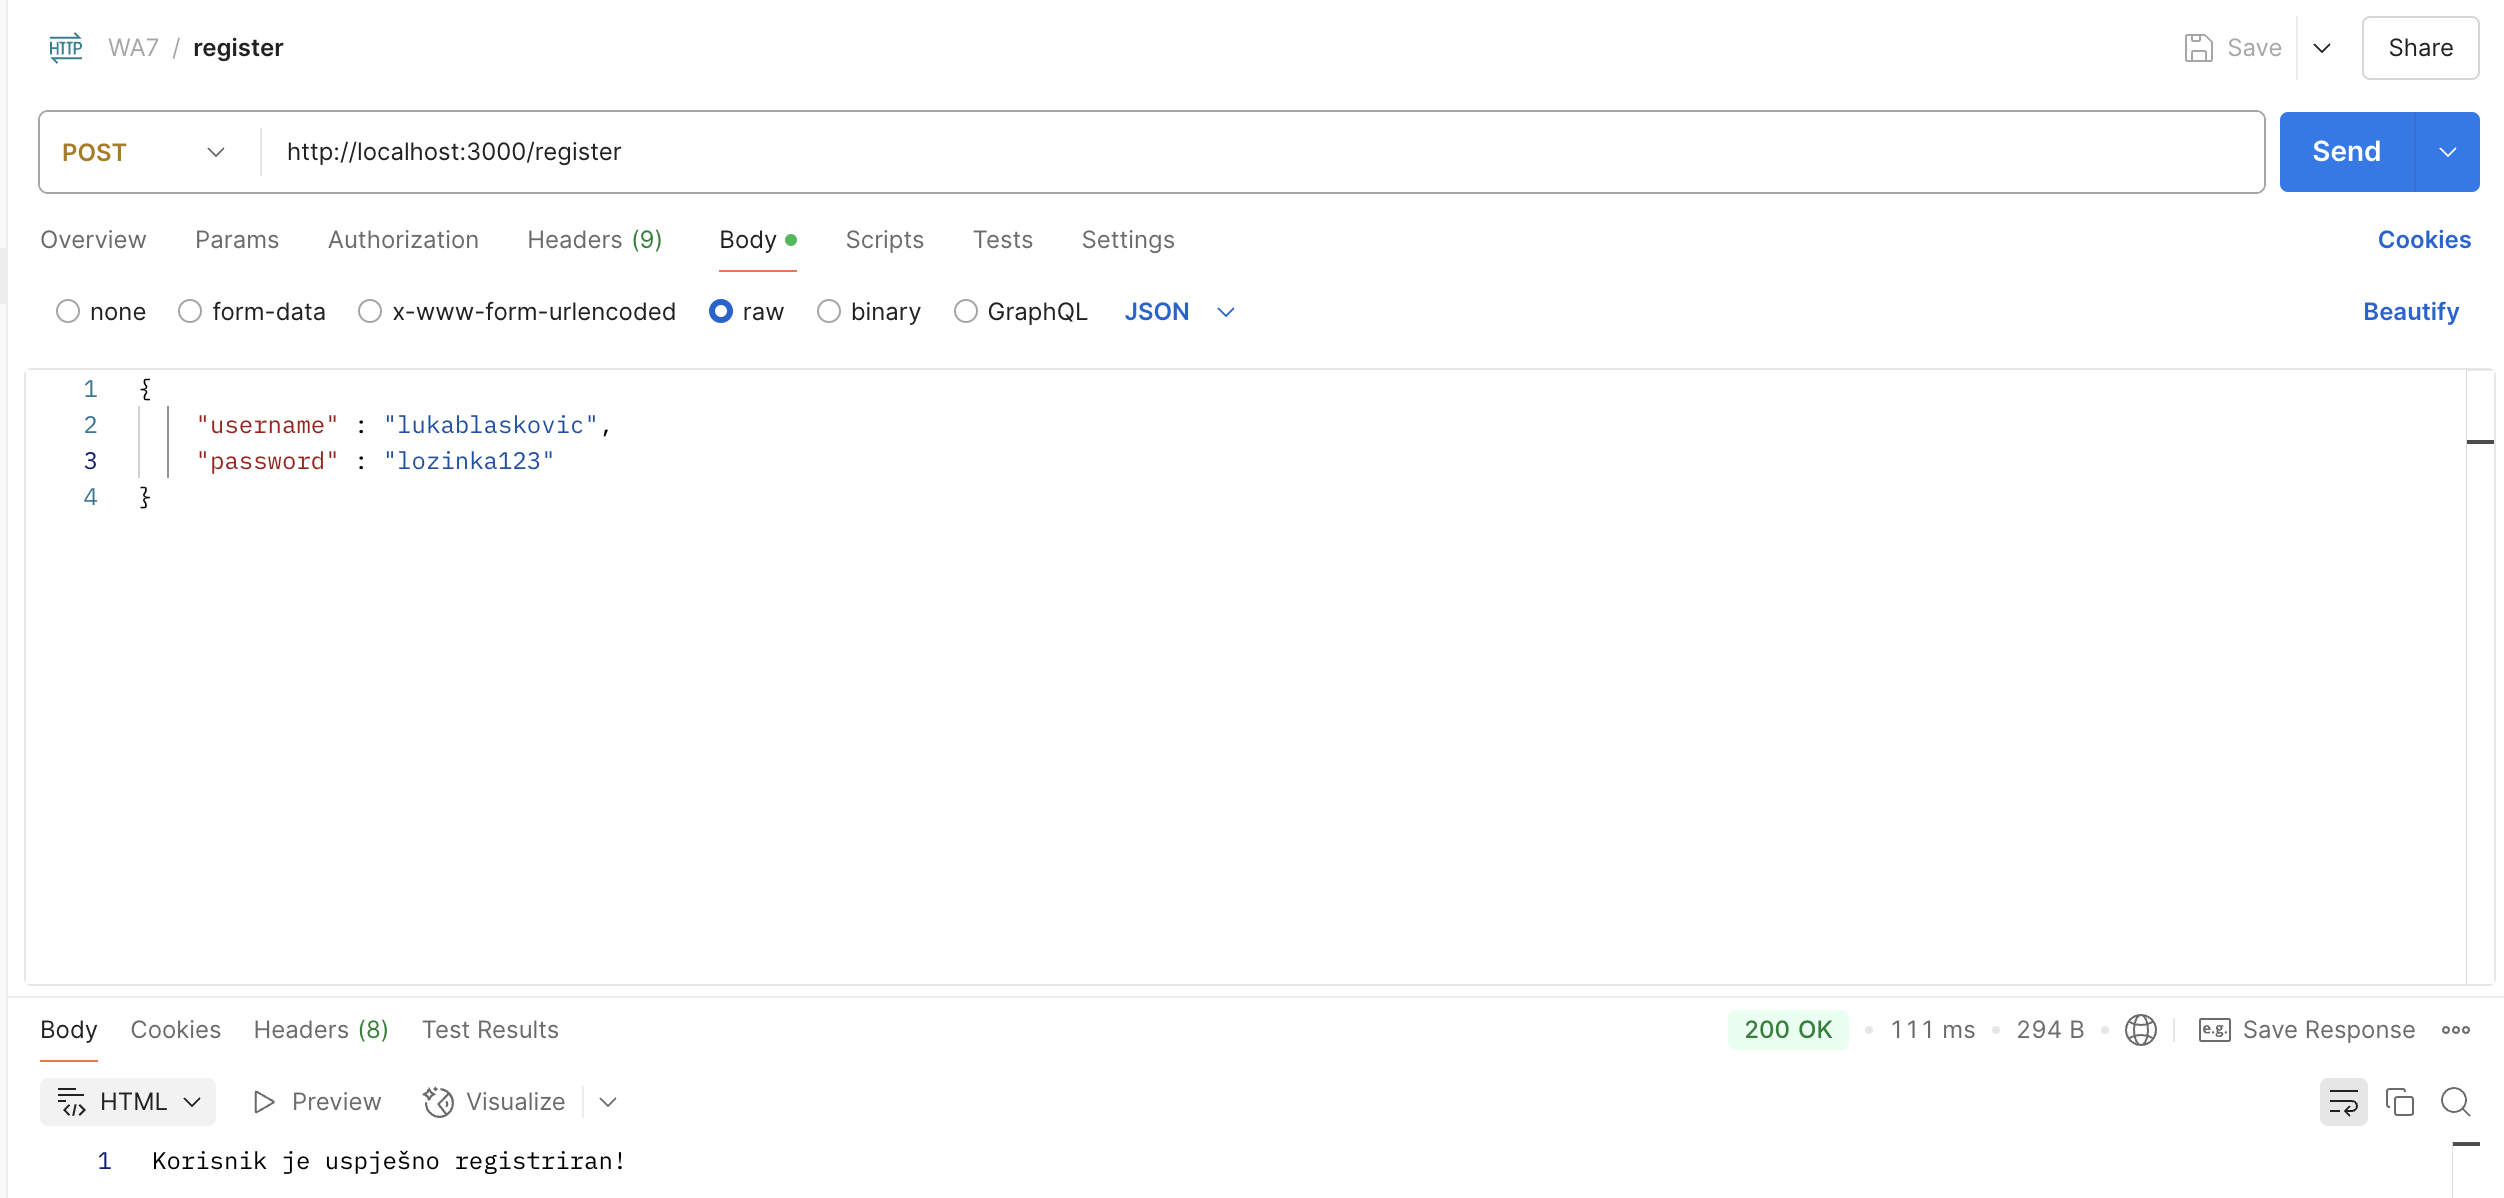 HTTP WA7 / register Save Share
POST http://localhost:3000/register Send
Overview Params Authorization Headers (9) Body Scripts Tests Settings Cookies
none form-data x-www-form-urlencoded raw binary GraphQL JSON Beautify
1 {
2 "username" : "lukablaskovic",
3 "password" : "lozinka123"
4 }
Body Cookies Headers (8) Test Results 200 OK 111 ms 294 B e.g. Save Response
HTML Preview Visualize
1 Korisnik je uspješno registriran!